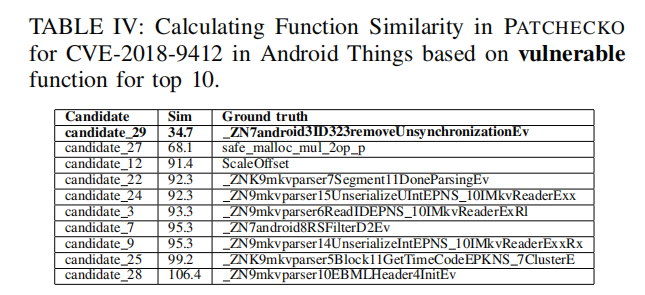 TABLE IV: Calculating Function Similarity in PATCHECKO
for CVE-2018-9412 in Android Things based on vulnerable
function for top 10.
Candidate Sim Ground truth
candidate_29 34.7 _ZN7android3ID323removeUnsynchronizationEv
candidate_27 68.1 safe_malloc_mul_2op_p
candidate_12 91.4 ScaleOffset
candidate_22 92.3 _ZNK9mkvparser7Segment11DoneParsingEv
candidate_24 92.3 _ZN9mkvparser15UnserializeUIntEPNS_10IMkvReaderExx
candidate_3 93.3 _ZN9mkvparser6ReadIDEPNS_10IMkvReaderExRl
candidate_7 95.3 _ZN7android8RSFilterD2Ev
candidate_9 95.3 _ZN9mkvparser14UnserializeIntEPNS_10IMkvReaderExxRx
candidate_25 99.2 _ZNK9mkvparser5Block11GetTimeCodeEPKNS_7ClusterE
candidate_28 106.4 _ZN9mkvparser10EBMLHeader4InitEv